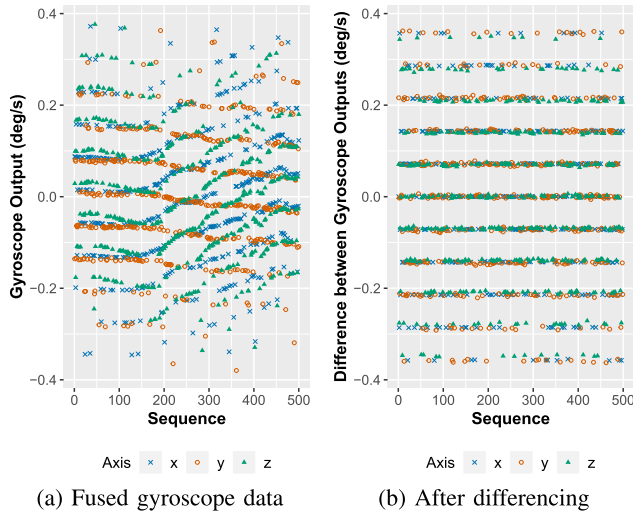 Gyroscope Output (deg/s)
0.4
0.2
0.0
−0.2
−0.4
0 100 200 300 400 500
Sequence
Axis x y z
(a) Fused gyroscope data
Difference between Gyroscope Outputs (deg/s)
0.4
0.2
0.0
−0.2
−0.4
0 100 200 300 400 500
Sequence
Axis x y z
(b) After differencing